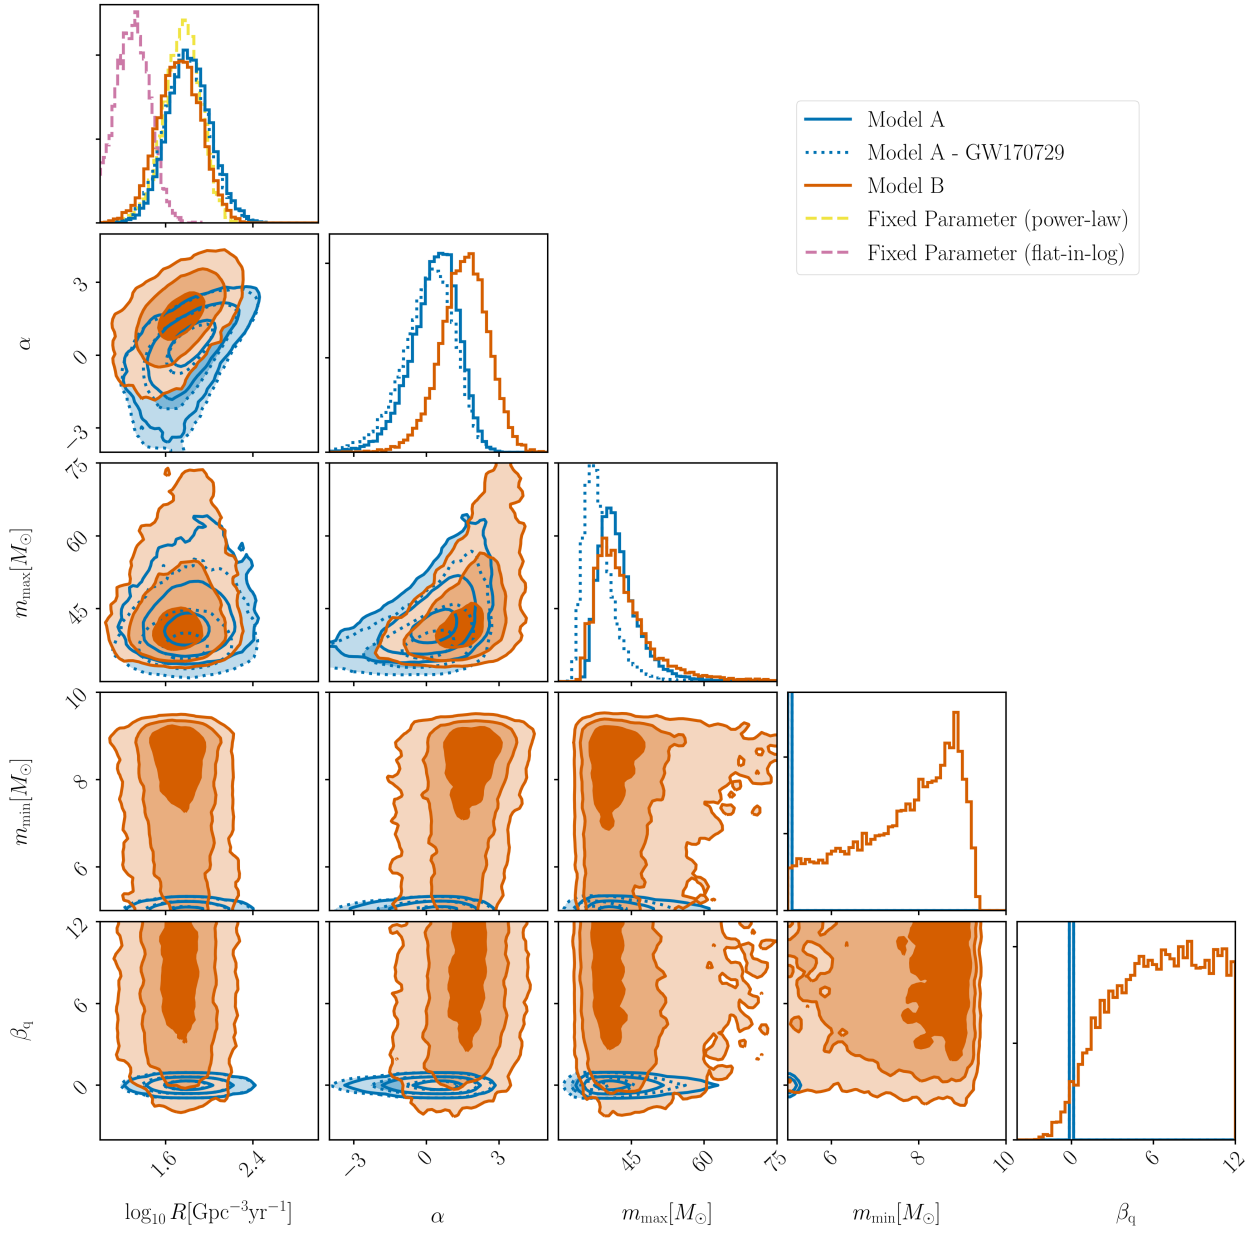 Model A
Model A - GW170729
Model B
Fixed Parameter (power-law)
Fixed Parameter (flat-in-log)
α
3
0
−3
m_max[M_⊙]
75
60
45
m_min[M_⊙]
10
8
6
β_q
12
6
0
1.6
2.4
−3
0
3
45
60
75
6
8
10
0
6
12
log₁₀ R[Gpc⁻³yr⁻¹]
α
m_max[M_⊙]
m_min[M_⊙]
β_q